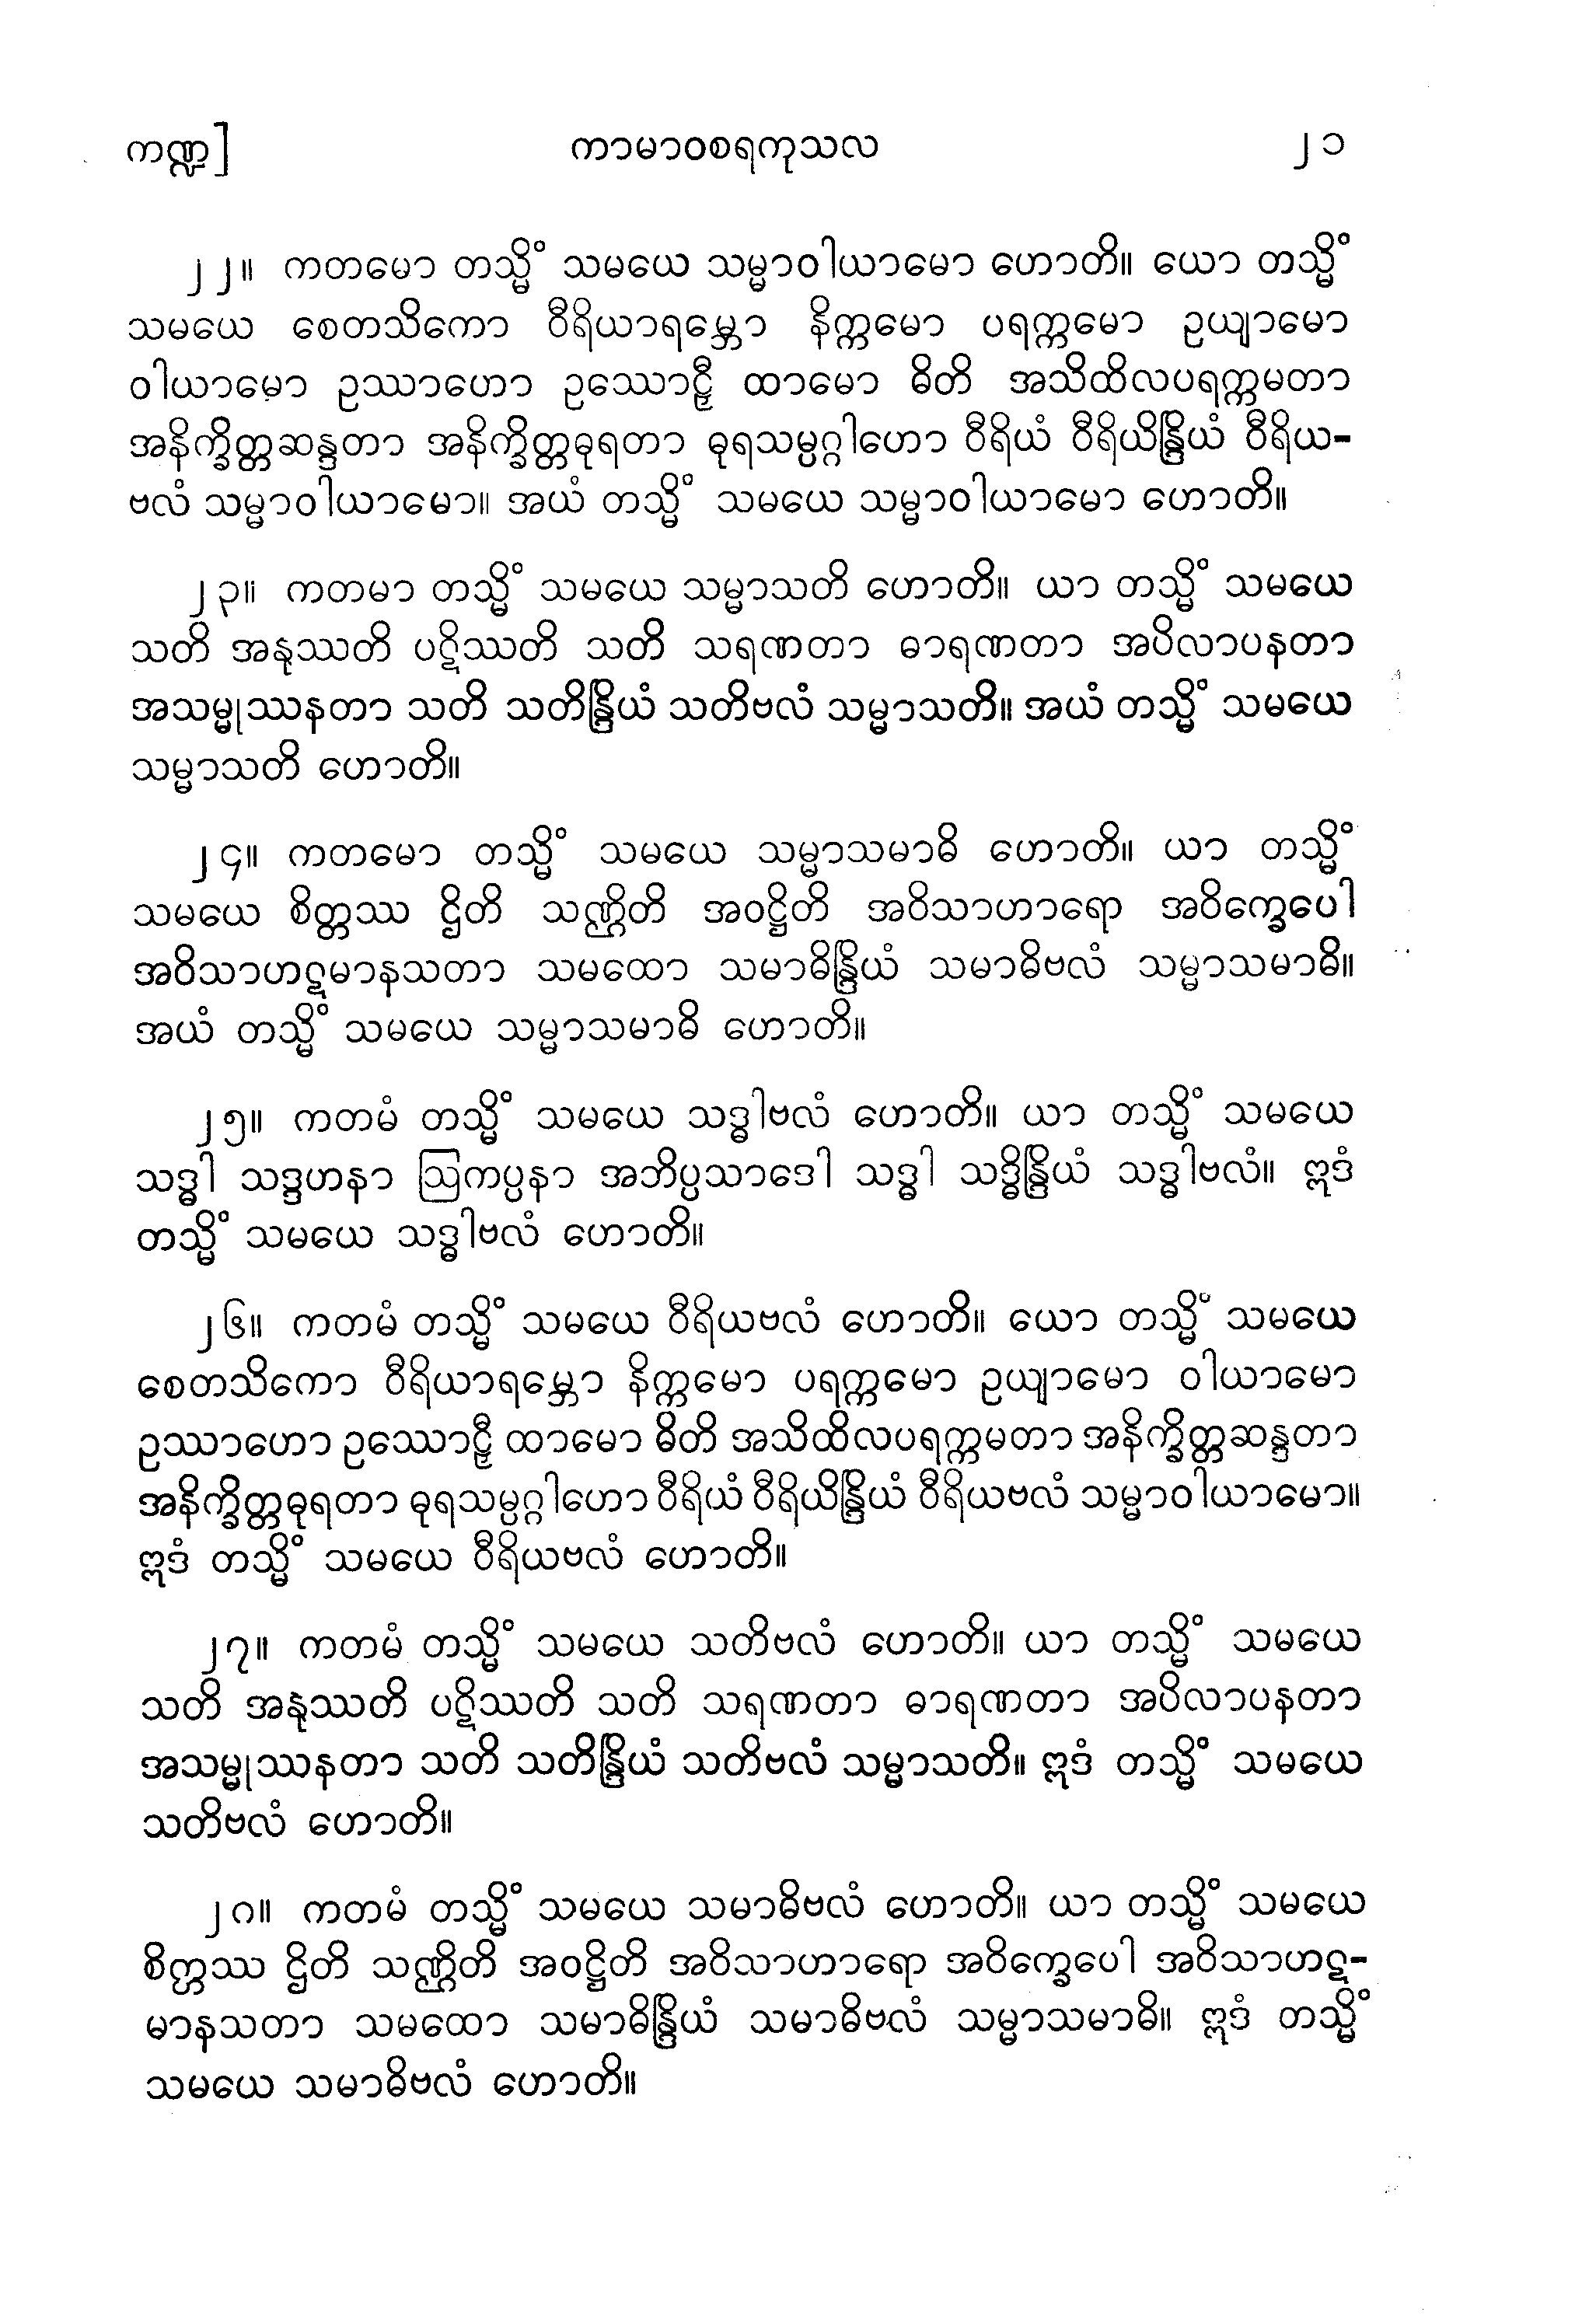 ကဏ္ဍ] ကာမာဝစရကုသလ ၂၁
၂၂။ ကတမော တသ္မိံ သမယေ သမ္မာဝါယာမော ဟောတိ။ ယော တသ္မိံ
သမယေ စေတသိကော ဝီရိယာရမ္ဘော နိက္ကမော ပရက္ကမော ဥယျာမော
ဝါယာမော ဥဿာဟော ဥဿောဠှီ ထာမော ဓိတိ အသိထိလပရက္ကမတာ
အနိက္ခိတ္တဆန္ဒတာ အနိက္ခိတ္တဓုရတာ ဓုရသမ္ပဂ္ဂါဟော ဝီရိယံ ဝီရိယိန္ဒြိယံ ဝီရိယ-
ဗလံ သမ္မာဝါယာမော။ အယံ တသ္မိံ သမယေ သမ္မာဝါယာမော ဟောတိ။
၂၃။ ကတမာ တသ္မိံ သမယေ သမ္မာသတိ ဟောတိ။ ယာ တသ္မိံ သမယေ
သတိ အနုဿတိ ပဋိဿတိ သတိ သရဏတာ ဓာရဏတာ အပိလာပနတာ
အသမ္မုဿနတာ သတိ သတိန္ဒြိယံ သတိဗလံ သမ္မာသတိ။ အယံ တသ္မိံ သမယေ
သမ္မာသတိ ဟောတိ။
၂၄။ ကတမော တသ္မိံ သမယေ သမ္မာသမာဓိ ဟောတိ။ ယာ တသ္မိံ
သမယေ စိတ္တဿ ဌိတိ သဏ္ဌိတိ အဝဋ္ဌိတိ အဝိသာဟာရော အဝိက္ခေပေါ
အဝိသာဟဋမာနသတာ သမထော သမာဓိန္ဒြိယံ သမာဓိဗလံ သမ္မာသမာဓိ။
အယံ တသ္မိံ သမယေ သမ္မာသမာဓိ ဟောတိ။
၂၅။ ကတမံ တသ္မိံ သမယေ သဒ္ဓါဗလံ ဟောတိ။ ယာ တသ္မိံ သမယေ
သဒ္ဓါ သဒ္ဒဟနာ ဩကပ္ပနာ အဘိပ္ပသာဒေါ သဒ္ဓါ သဒ္ဓိန္ဒြိယံ သဒ္ဓါဗလံ။ ဣဒံ
တသ္မိံ သမယေ သဒ္ဓါဗလံ ဟောတိ။
၂၆။ ကတမံ တသ္မိံ သမယေ ဝီရိယဗလံ ဟောတိ။ ယော တသ္မိံ သမယေ
စေတသိကော ဝီရိယာရမ္ဘော နိက္ကမော ပရက္ကမော ဥယျာမော ဝါယာမော
ဥဿာဟော ဥဿောဠှီ ထာမော ဓိတိ အသိထိလပရက္ကမတာ အနိက္ခိတ္တဆန္ဒတာ
အနိက္ခိတ္တဓုရတာ ဓုရသမ္ပဂ္ဂါဟော ဝီရိယံ ဝီရိယိန္ဒြိယံ ဝီရိယဗလံ သမ္မာဝါယာမော။
ဣဒံ တသ္မိံ သမယေ ဝီရိယဗလံ ဟောတိ။
၂၇။ ကတမံ တသ္မိံ သမယေ သတိဗလံ ဟောတိ။ ယာ တသ္မိံ သမယေ
သတိ အနုဿတိ ပဋိဿတိ သတိ သရဏတာ ဓာရဏတာ အပိလာပနတာ
အသမ္မုဿနတာ သတိ သတိန္ဒြိယံ သတိဗလံ သမ္မာသတိ။ ဣဒံ တသ္မိံ သမယေ
သတိဗလံ ဟောတိ။
၂၈။ ကတမံ တသ္မိံ သမယေ သမာဓိဗလံ ဟောတိ။ ယာ တသ္မိံ သမယေ
စိတ္တဿ ဌိတိ သဏ္ဌိတိ အဝဋ္ဌိတိ အဝိသာဟာရော အဝိက္ခေပေါ အဝိသာဟဋ-
မာနသတာ သမထော သမာဓိန္ဒြိယံ သမာဓိဗလံ သမ္မာသမာဓိ။ ဣဒံ တသ္မိံ
သမယေ သမာဓိဗလံ ဟောတိ။